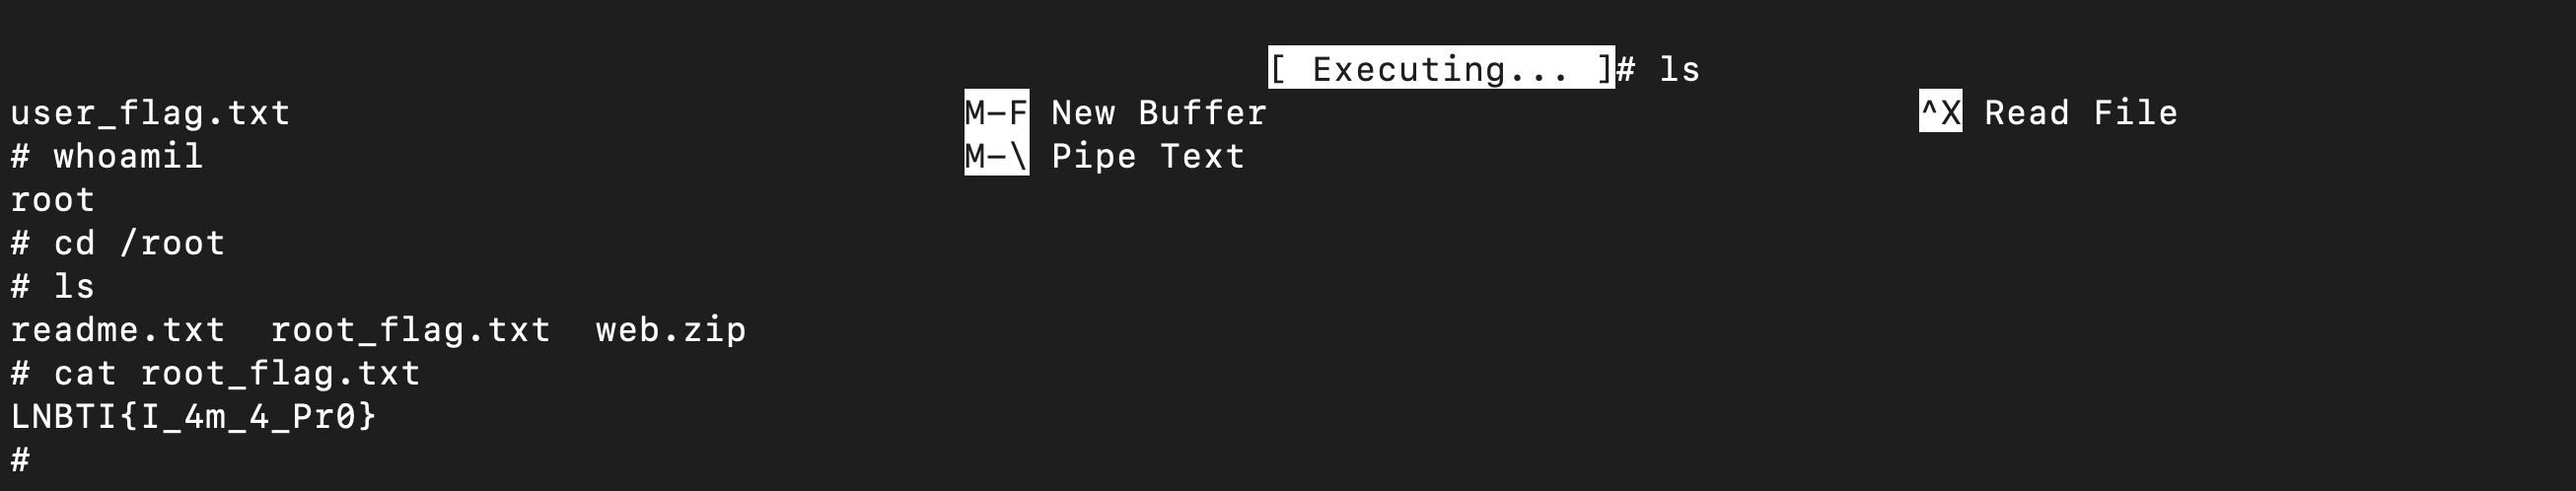 [ Executing... ]# ls
user_flag.txt M-F New Buffer ^X Read File
# whoamil M-\ Pipe Text
root
# cd /root
# ls
readme.txt root_flag.txt web.zip
# cat root_flag.txt
LNBTI{I_4m_4_Pr0}
#